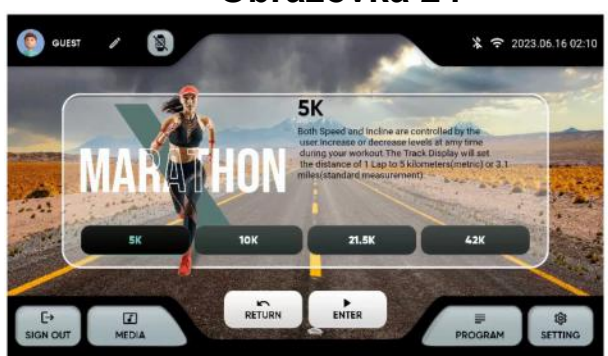 GUEST
2023.06.16 02:10
5K
Both Speed and Incline are controlled by the
user.Increase or decrease levels at any time
during your workout.The Track Display will set
the distance of 1 Lap to 5 kilometers(metric) or 3.1
miles(standard measurement).
MARATHON
5K
10K
21.5K
42K
RETURN
ENTER
SIGN OUT
MEDIA
PROGRAM
SETTING